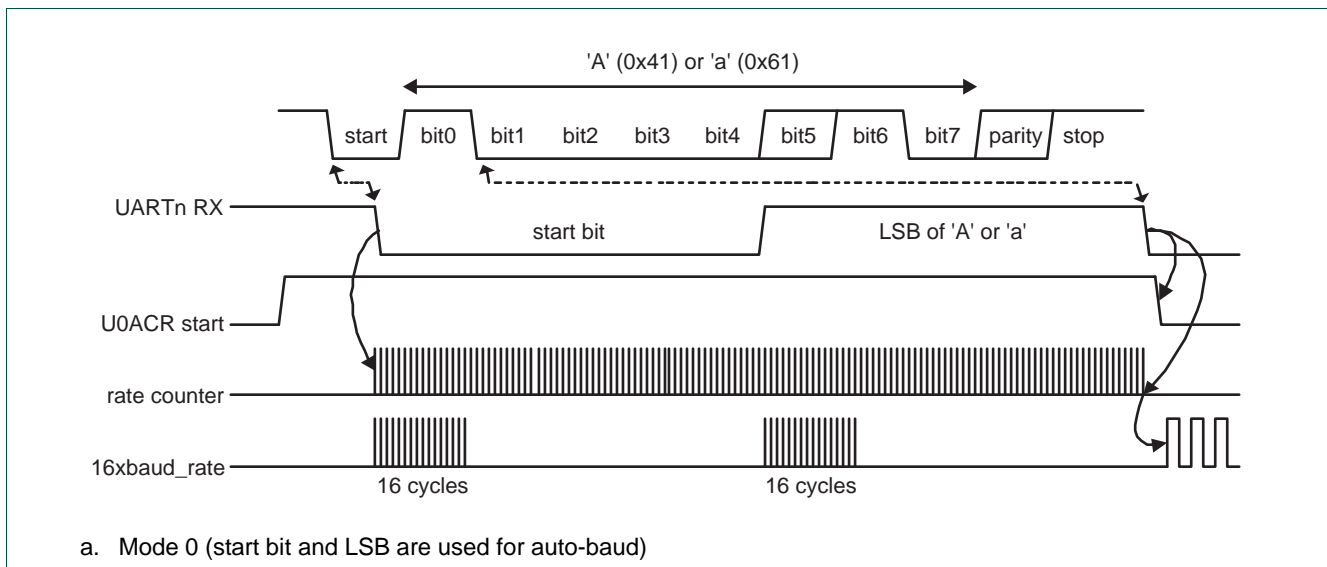 'A' (0x41) or 'a' (0x61)
start bit0 bit1 bit2 bit3 bit4 bit5 bit6 bit7 parity stop
UARTn RX
start bit LSB of 'A' or 'a'
U0ACR start
rate counter
16xbaud_rate
16 cycles 16 cycles
a. Mode 0 (start bit and LSB are used for auto-baud)